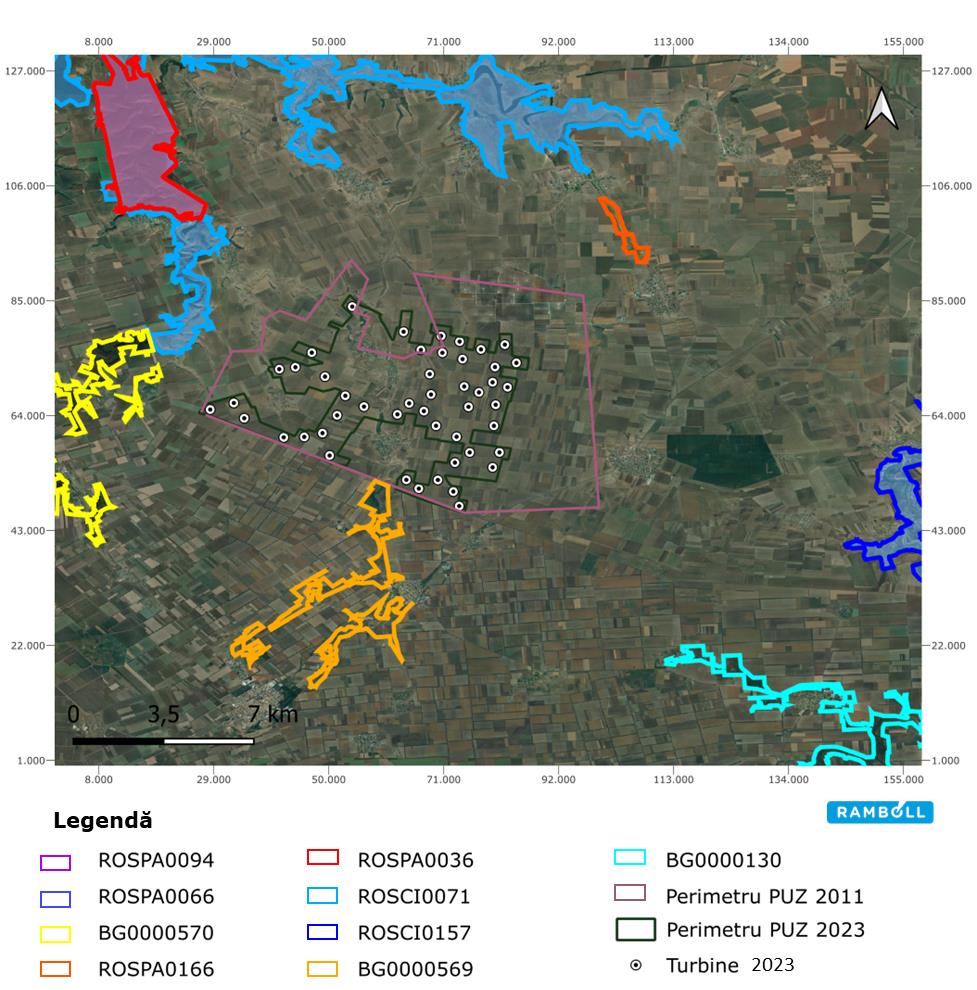 8.000 29.000 50.000 71.000 92.000 113.000 134.000 155.000
127.000 127.000
106.000 106.000
85.000 85.000
64.000 64.000
43.000 43.000
22.000 22.000
0 3,5 7 km
1.000 1.000
8.000 29.000 50.000 71.000 92.000 113.000 134.000 155.000
RAMBOLL
Legendă
ROSPA0094 ROSPA0036 BG0000130
ROSPA0066 ROSCI0071 Perimetru PUZ 2011
BG0000570 ROSCI0157 Perimetru PUZ 2023
ROSPA0166 BG0000569 Turbine 2023